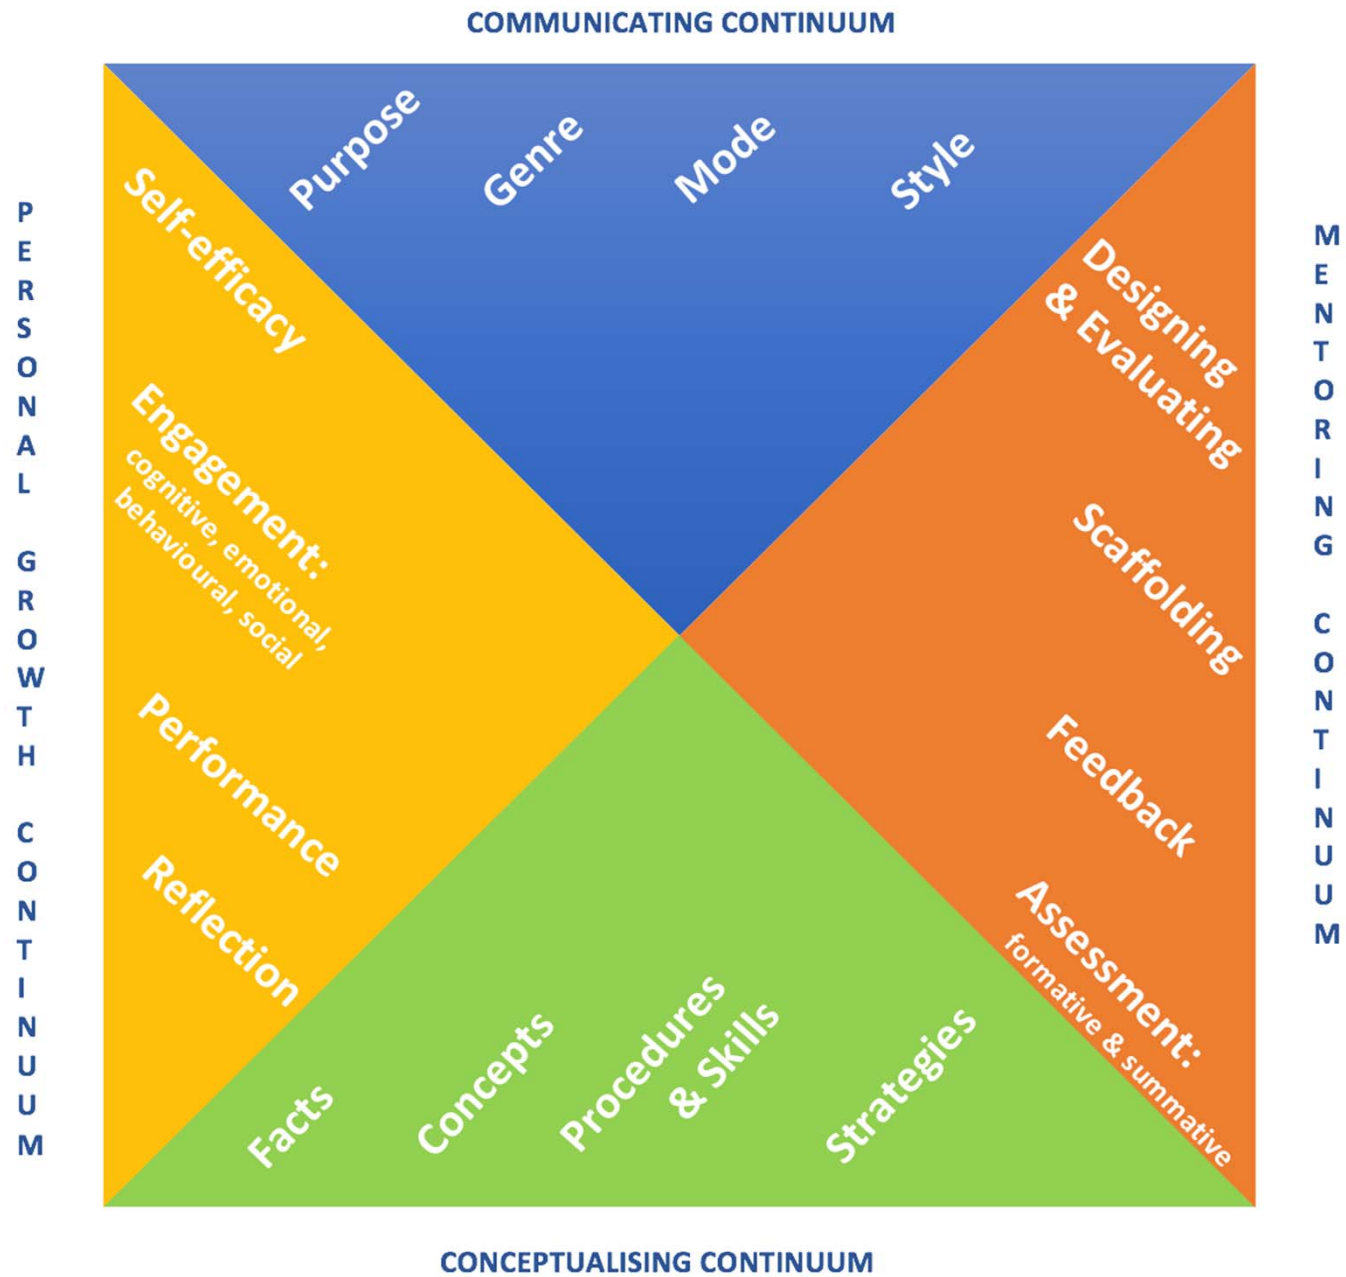 COMMUNICATING CONTINUUM
PERSONAL GROWTH CONTINUUM
Purpose
Genre
Mode
Style
Self-efficacy
Engagement:
cognitive, emotional,
behavioural, social
Performance
Reflection
Designing
& Evaluating
Scaffolding
Feedback
Assessment:
formative & summative
Facts
Concepts
Procedures
& Skills
Strategies
MENTORING CONTINUUM
CONCEPTUALISING CONTINUUM